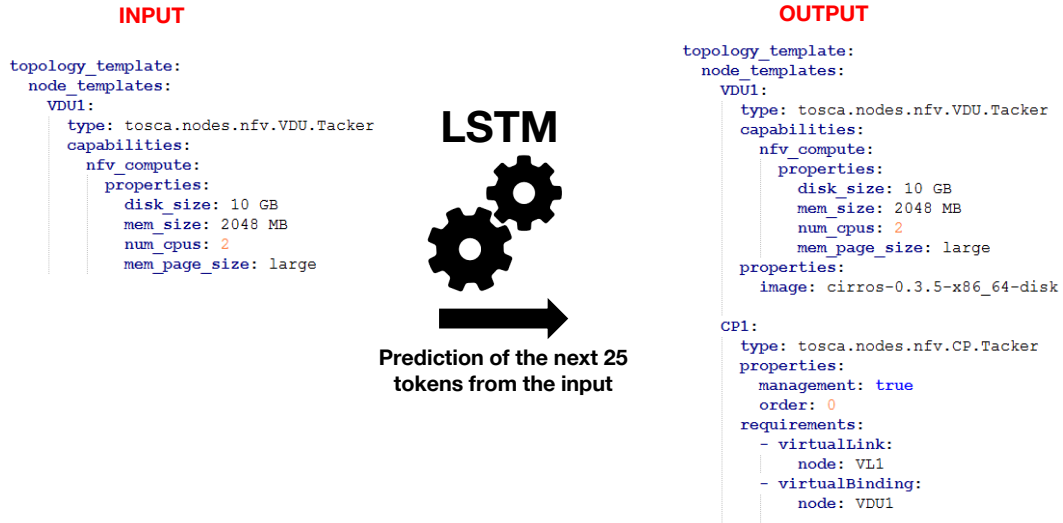 INPUT
topology_template:
node_templates:
VDU1:
type: tosca.nodes.nfv.VDU.Tacker
capabilities:
nfv_compute:
properties:
disk_size: 10 GB
mem_size: 2048 MB
num_cpus: 2
mem_page_size: large
LSTM
Prediction of the next 25
tokens from the input
OUTPUT
topology_template:
node_templates:
VDU1:
type: tosca.nodes.nfv.VDU.Tacker
capabilities:
nfv_compute:
properties:
disk_size: 10 GB
mem_size: 2048 MB
num_cpus: 2
mem_page_size: large
properties:
image: cirros-0.3.5-x86_64-disk
CP1:
type: tosca.nodes.nfv.CP.Tacker
properties:
management: true
order: 0
requirements:
- virtualLink:
node: VL1
- virtualBinding:
node: VDU1